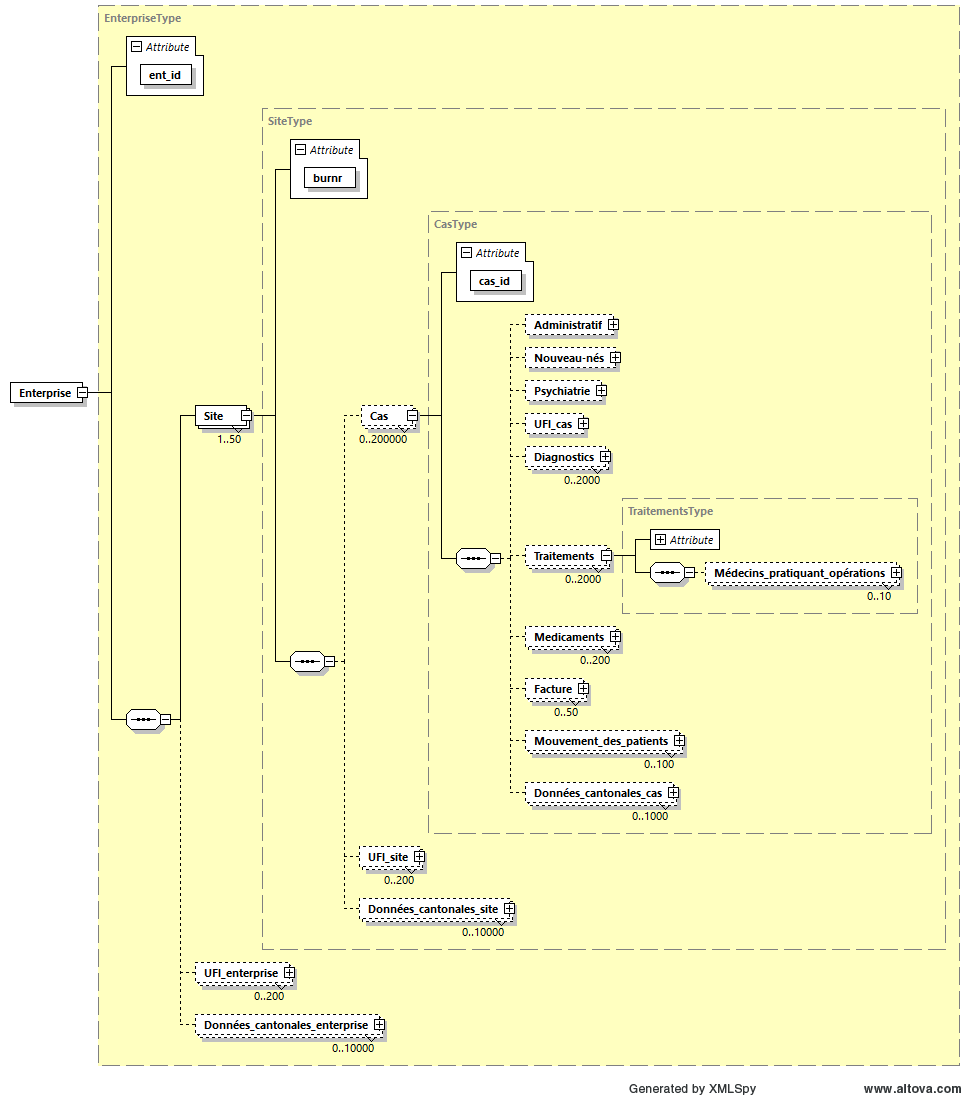 EnterpriseType
Attribute
ent_id
SiteType
Attribute
burnr
CasType
Attribute
cas_id
Administratif
Nouveau-nés
Psychiatrie
Enterprise
Site
1..50
Cas
0..200000
UFI_cas
Diagnostics
0..2000
TraitementsType
Attribute
Traitements
0..2000
Médecins_pratiquant_opérations
0..10
Medicaments
0..200
Facture
0..50
Mouvement_des_patients
0..100
Données_cantonales_cas
0..1000
UFI_site
0..200
Données_cantonales_site
0..10000
UFI_enterprise
0..200
Données_cantonales_enterprise
0..10000
Generated by XMLSpy
www.altova.com